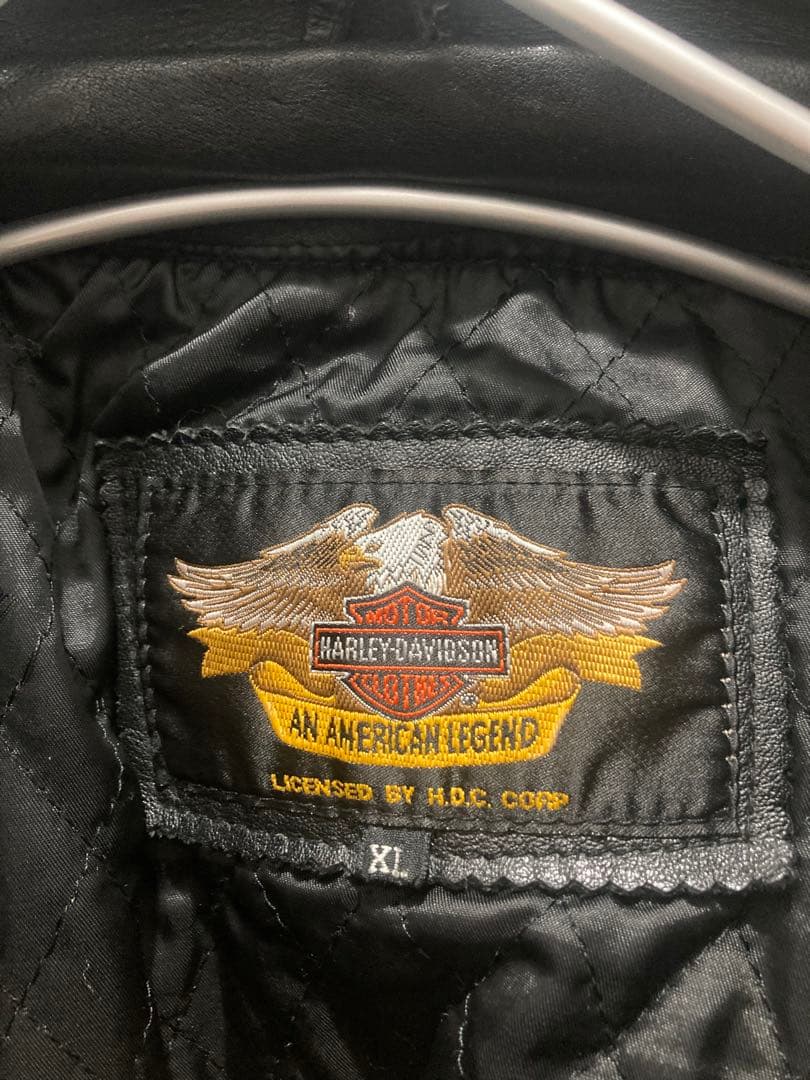 MOTOR
HARLEY-DAVIDSON
CLOTHES
®
AN AMERICAN LEGEND
LICENSED BY H.D.C. CORP
XL